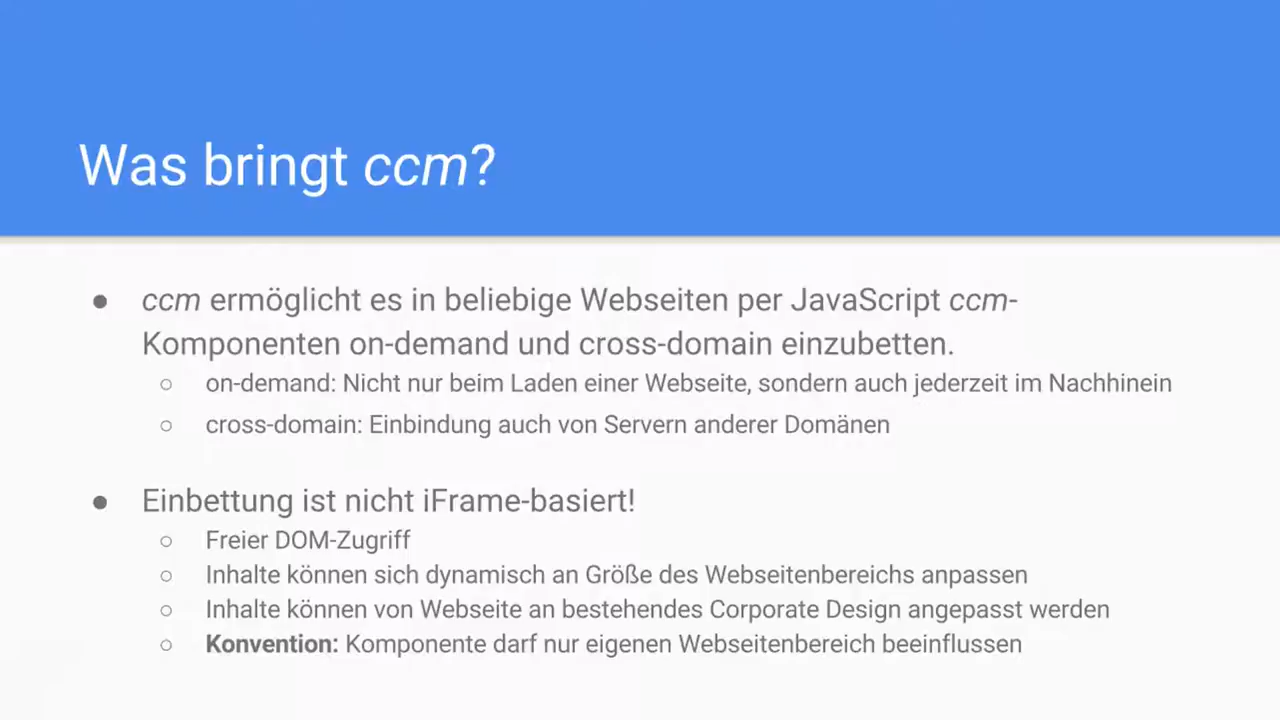 Was bringt ccm?
● ccm ermöglicht es in beliebige Webseiten per JavaScript ccm-
Komponenten on-demand und cross-domain einzubetten.
○ on-demand: Nicht nur beim Laden einer Webseite, sondern auch jederzeit im Nachhinein
○ cross-domain: Einbindung auch von Servern anderer Domänen
● Einbettung ist nicht iFrame-basiert!
○ Freier DOM-Zugriff
○ Inhalte können sich dynamisch an Größe des Webseitenbereichs anpassen
○ Inhalte können von Webseite an bestehendes Corporate Design angepasst werden
○ Konvention: Komponente darf nur eigenen Webseitenbereich beeinflussen